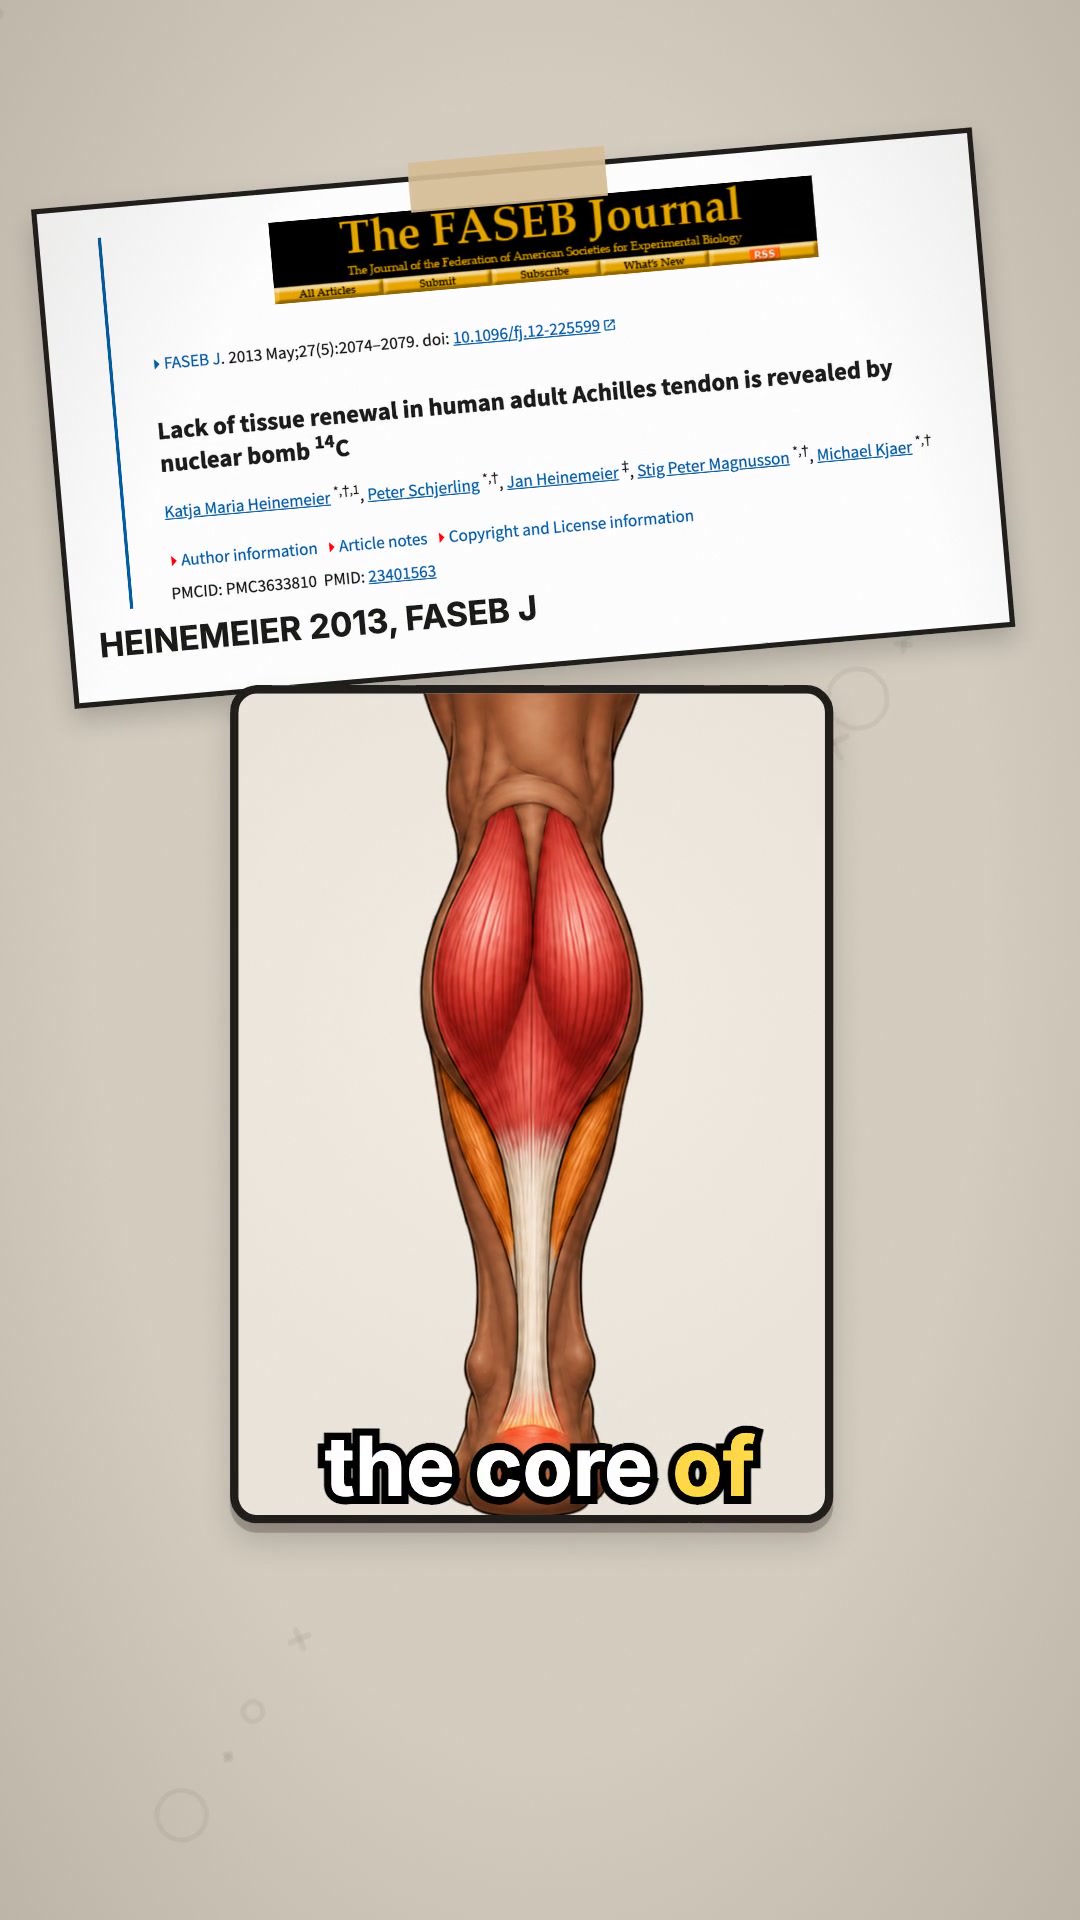 The FASEB Journal
The Journal of the Federation of American Societies for Experimental Biology
All Articles Submit Subscribe What's New RSS
FASEB J. 2013 May;27(5):2074–2079. doi: 10.1096/fj.12-225599
Lack of tissue renewal in human adult Achilles tendon is revealed by
nuclear bomb ¹⁴C
Katja Maria Heinemeier *,†,1, Peter Schjerling *,†, Jan Heinemeier ‡, Stig Peter Magnusson *,†, Michael Kjaer *,†
Author information Article notes Copyright and License information
PMCID: PMC3633810 PMID: 23401563
HEINEMEIER 2013, FASEB J
the core of